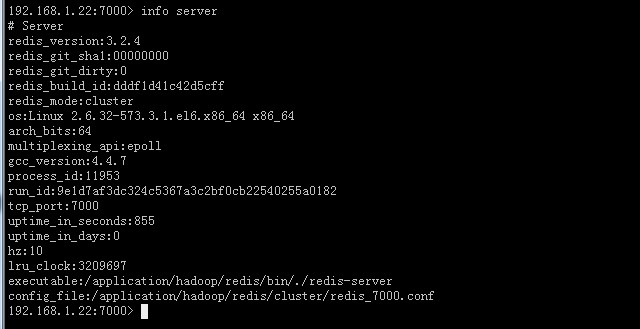 192.168.1.22:7000> info server
# Server
redis_version:3.2.4
redis_git_sha1:00000000
redis_git_dirty:0
redis_build_id:dddf1d41c42d5cff
redis_mode:cluster
os:Linux 2.6.32-573.3.1.el6.x86_64 x86_64
arch_bits:64
multiplexing_api:epoll
gcc_version:4.4.7
process_id:11953
run_id:9e1d7af3dc324c5367a3c2bf0cb22540255a0182
tcp_port:7000
uptime_in_seconds:855
uptime_in_days:0
hz:10
lru_clock:3209697
executable:/application/hadoop/redis/bin/./redis-server
config_file:/application/hadoop/redis/cluster/redis_7000.conf
192.168.1.22:7000>